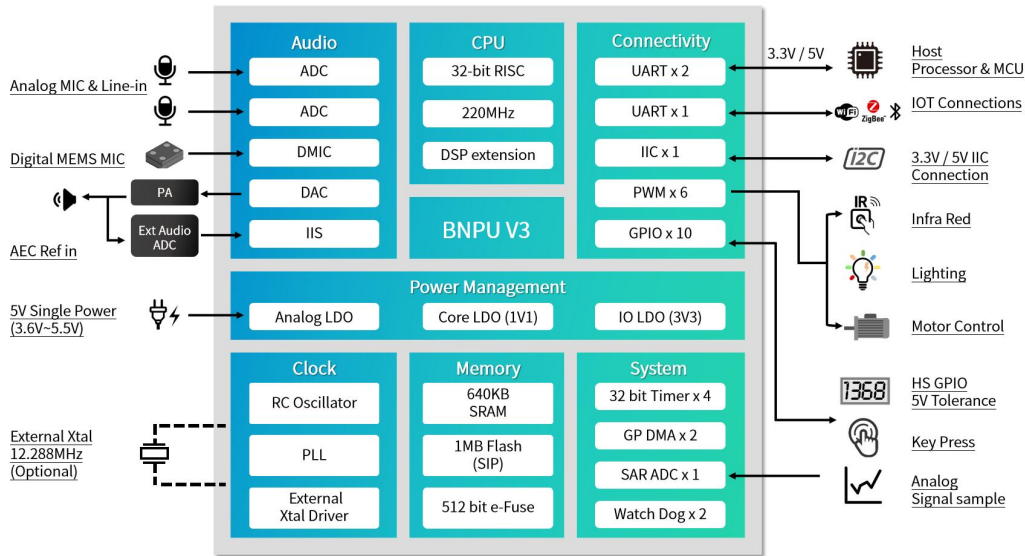 Audio
ADC
ADC
DMIC
DAC
IIS
CPU
32-bit RISC
220MHz
DSP extension
BNPU V3
Connectivity
UART x 2
UART x 1
IIC x 1
PWM x 6
GPIO x 10
Power Management
Analog LDO
Core LDO (1V1)
IO LDO (3V3)
Clock
RC Oscillator
PLL
External
Xtal Driver
Memory
640KB
SRAM
1MB Flash
(SIP)
512 bit e-Fuse
System
32 bit Timer x 4
GP DMA x 2
SAR ADC x 1
Watch Dog x 2
Analog MIC & Line-in
Digital MEMS MIC
PA
Ext Audio
ADC
AEC Ref in
5V Single Power
(3.6V~5.5V)
External Xtal
12.288MHz
(Optional)
3.3V / 5V
Host
Processor & MCU
WiFi
ZigBee
IOT Connections
I2C
3.3V / 5V IIC
Connection
IR
Infra Red
Lighting
Motor Control
1368
HS GPIO
5V Tolerance
Key Press
Analog
Signal sample